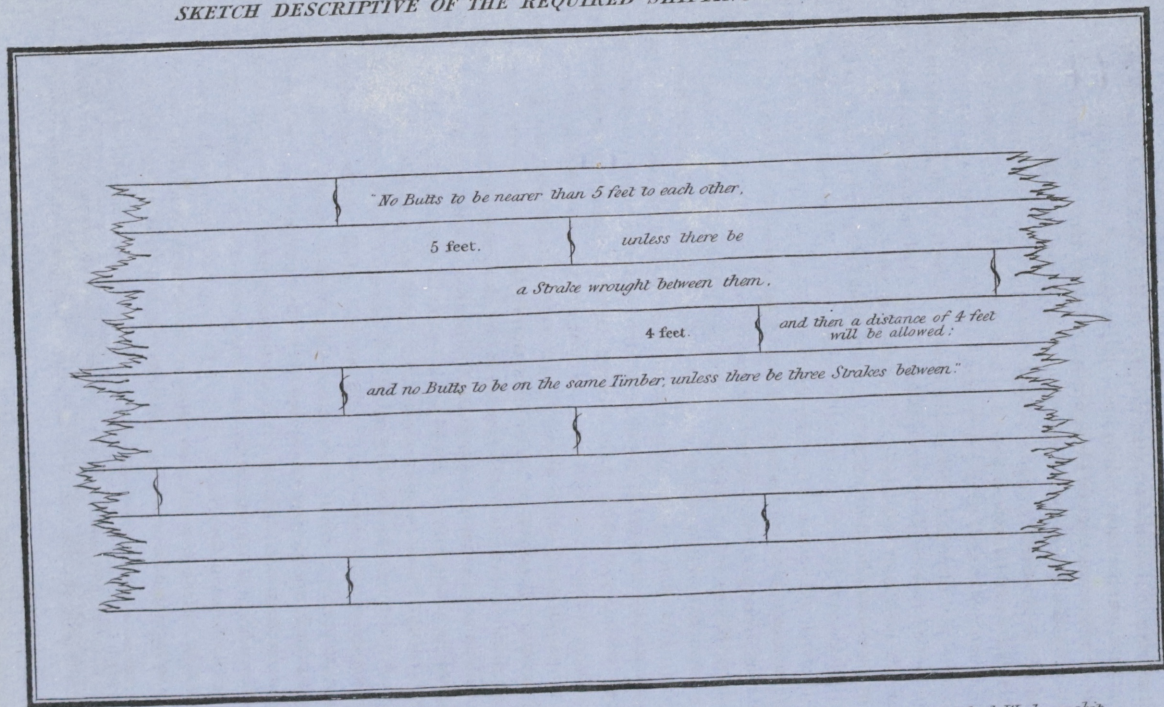 SKETCH DESCRIPTIVE OF THE REQUIRED
"No Butts to be nearer than 5 feet to each other,
5 feet. unless there be
a Strake wrought between them,
4 feet. and then a distance of 4 feet
will be allowed:
and no Butts to be on the same Timber, unless there be three Strakes between."